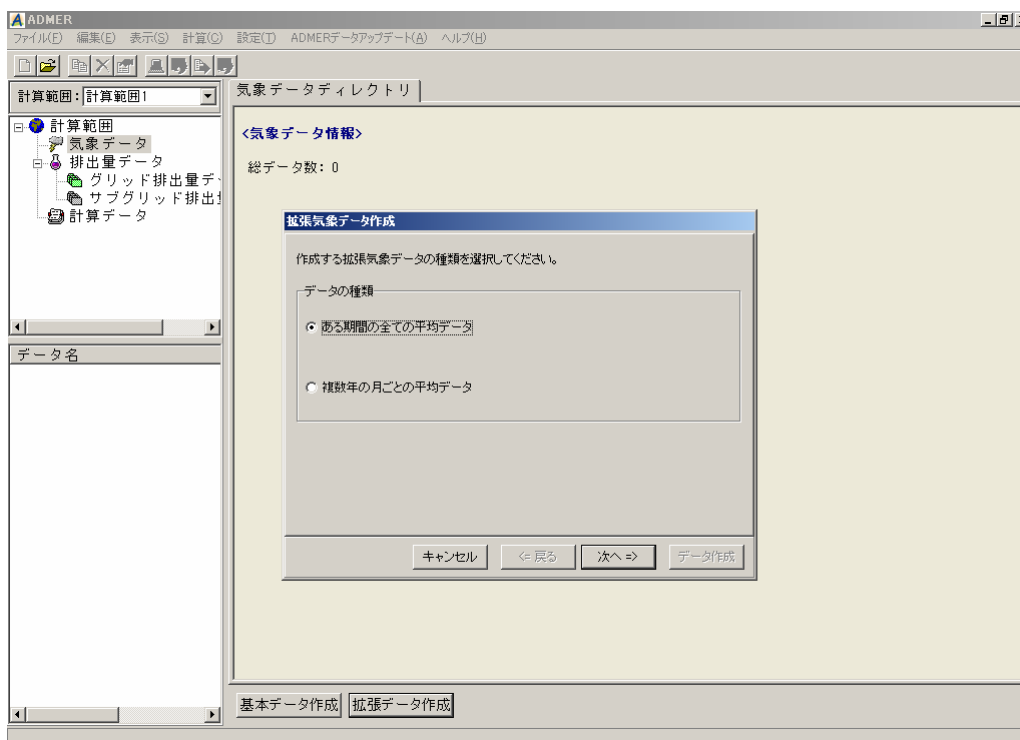 ADMER
ファイル(F) 編集(E) 表示(S) 計算(C) 設定(T) ADMERデータアップデート(A) ヘルプ(H)
計算範囲: 計算範囲1
計算範囲
気象データ
排出量データ
グリッド排出量デ
サブグリッド排出
計算データ
データ名
気象データディレクトリ
<気象データ情報>
総データ数: 0
拡張気象データ作成
作成する拡張気象データの種類を選択してください。
データの種類
ある期間の全ての平均データ
複数年の月ごとの平均データ
キャンセル
<= 戻る
次へ =>
データ作成
基本データ作成
拡張データ作成